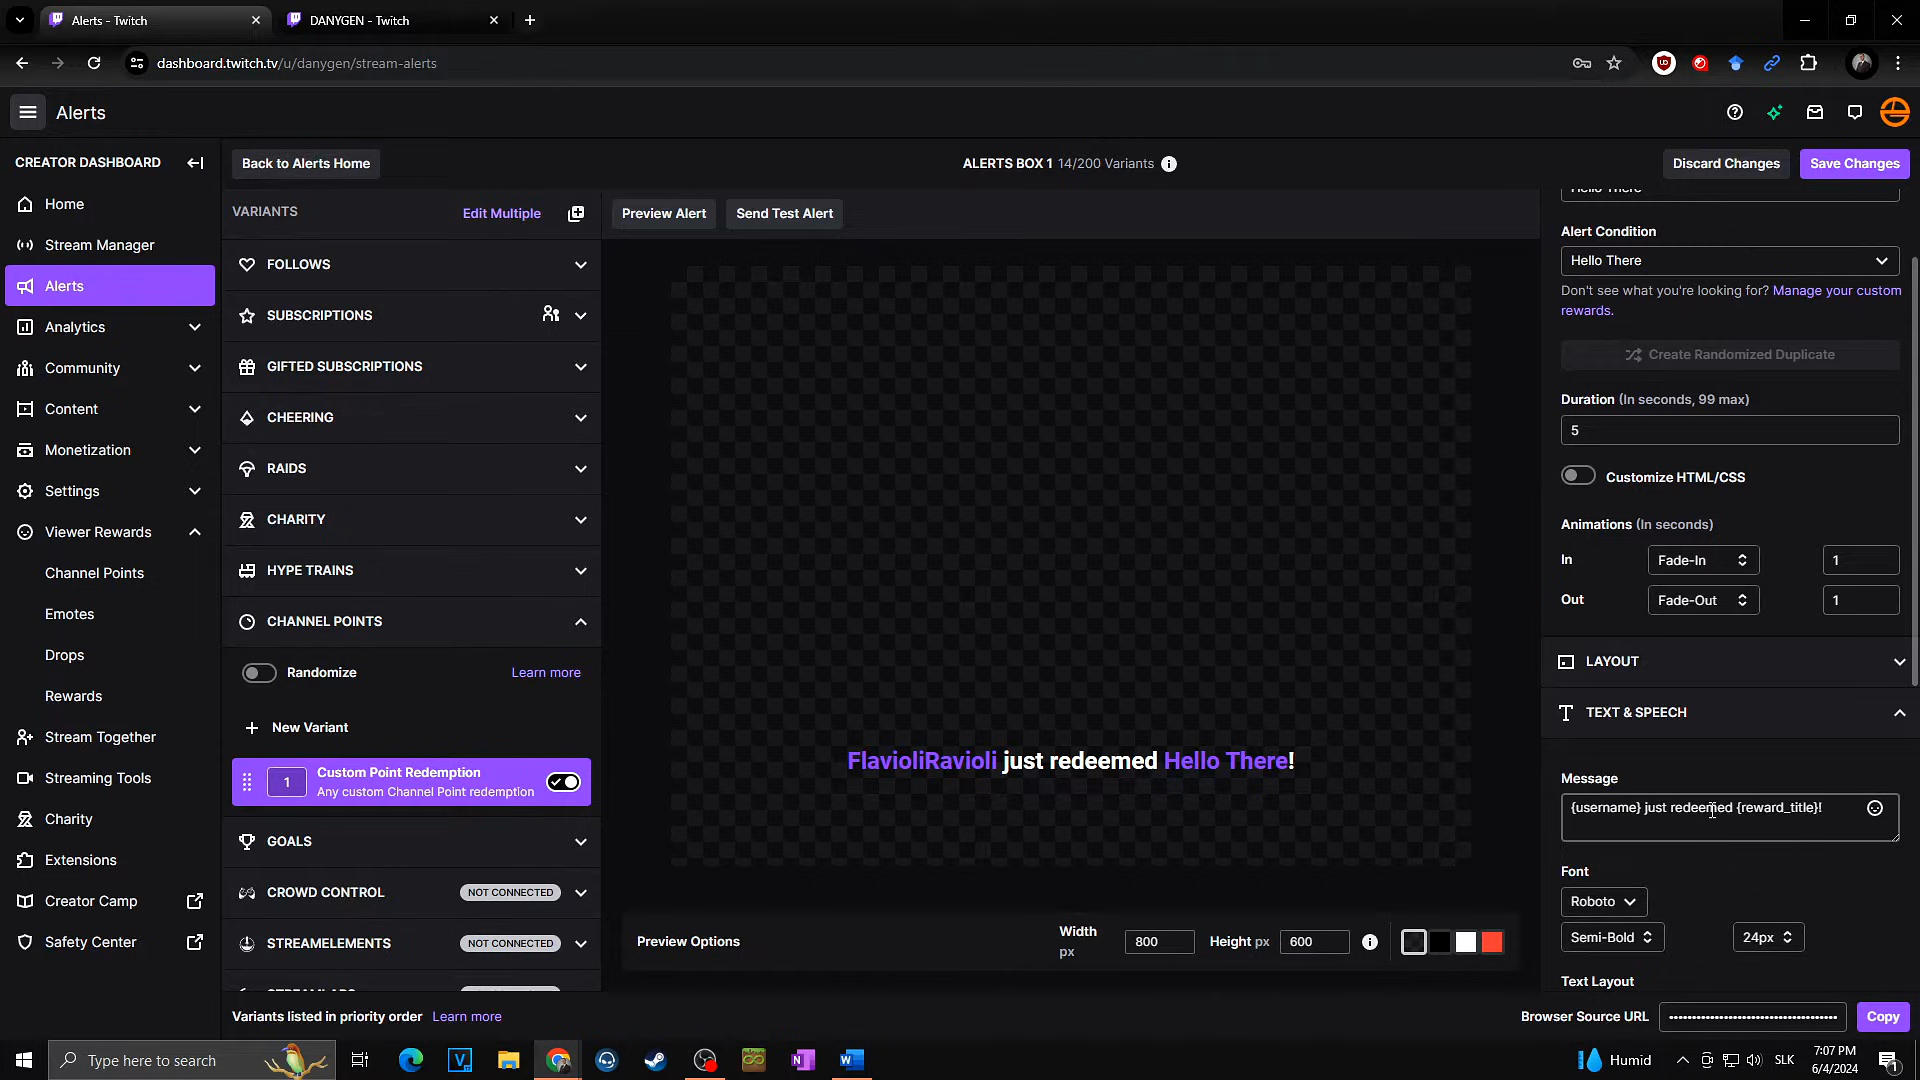 Alerts - Twitch
DANYGEN - Twitch
dashboard.twitch.tv/u/danygen/stream-alerts
Alerts
CREATOR DASHBOARD
Home
Stream Manager
Alerts
Analytics
Community
Content
Monetization
Settings
Viewer Rewards
Channel Points
Emotes
Drops
Rewards
Stream Together
Streaming Tools
Charity
Extensions
Creator Camp
Safety Center
Back to Alerts Home
ALERTS BOX 1 14/200 Variants
Discard Changes
Save Changes
VARIANTS
Edit Multiple
FOLLOWS
SUBSCRIPTIONS
GIFTED SUBSCRIPTIONS
CHEERING
RAIDS
CHARITY
HYPE TRAINS
CHANNEL POINTS
Randomize
Learn more
New Variant
1
Custom Point Redemption
Any custom Channel Point redemption
GOALS
CROWD CONTROL
NOT CONNECTED
STREAMELEMENTS
NOT CONNECTED
Variants listed in priority order Learn more
Preview Alert
Send Test Alert
FlavioliRavioli just redeemed Hello There!
Preview Options
Width px
800
Height px
600
Hello There
Alert Condition
Hello There
Don't see what you're looking for? Manage your custom
rewards.
Create Randomized Duplicate
Duration (In seconds, 99 max)
5
Customize HTML/CSS
Animations (In seconds)
In
Fade-In
1
Out
Fade-Out
1
LAYOUT
TEXT & SPEECH
Message
{username} just redeemed {reward_title}!
Font
Roboto
Semi-Bold
24px
Text Layout
Browser Source URL
Copy
Type here to search
Humid
SLK
7:07 PM
6/4/2024
1